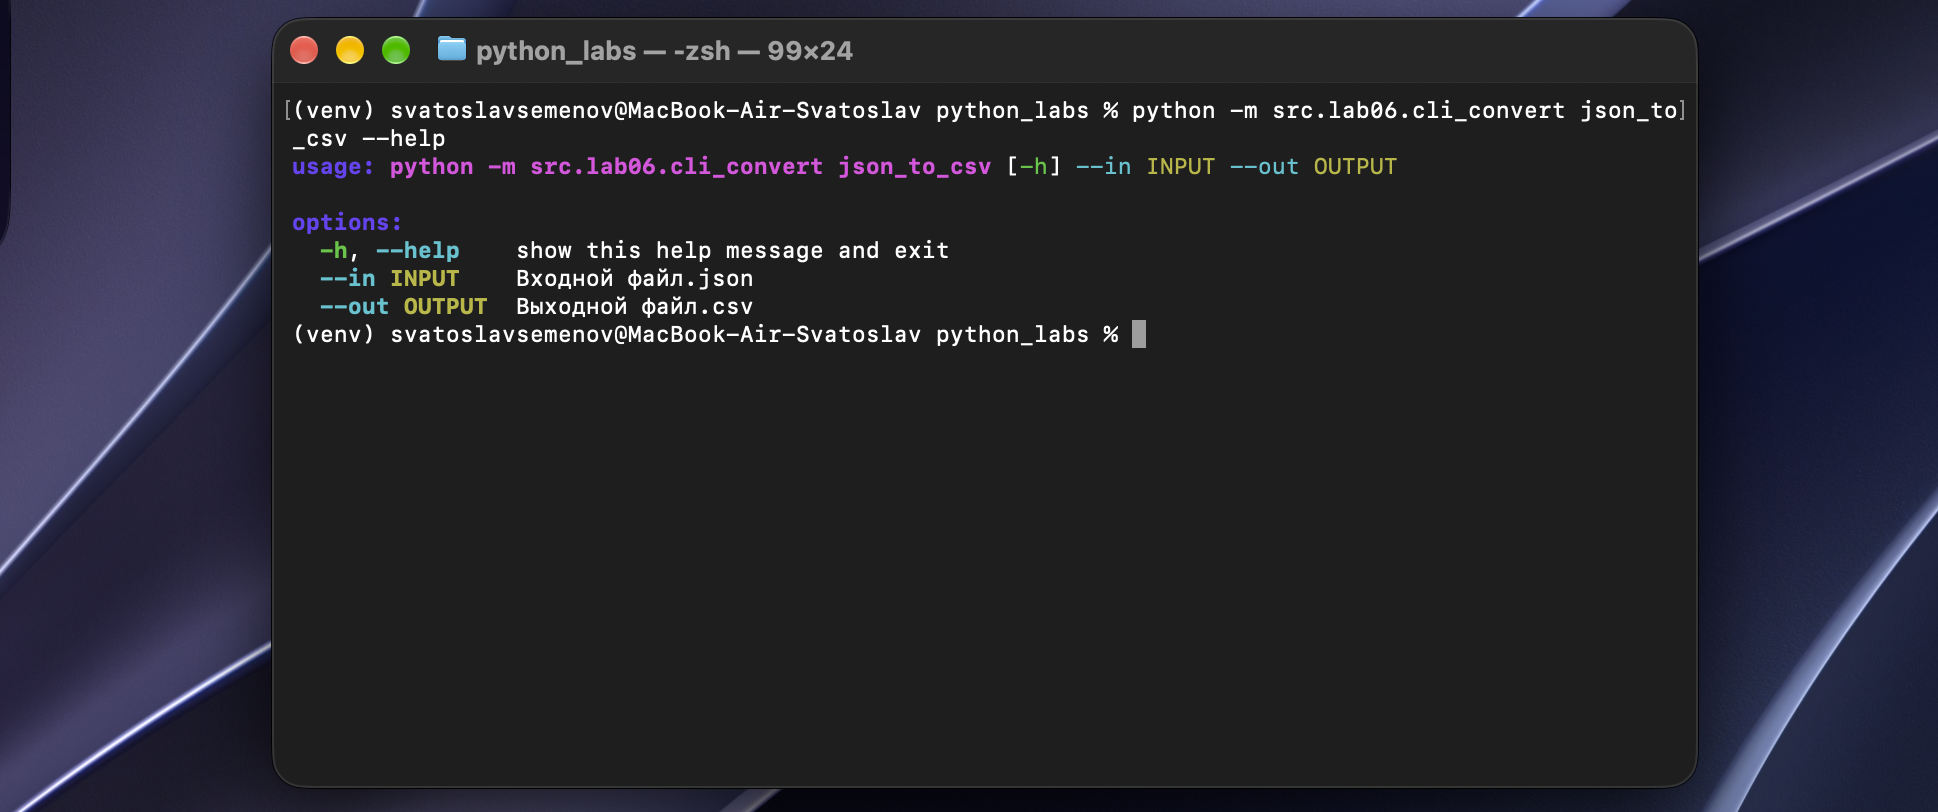 python_labs — -zsh — 99×24
[(venv) svatoslavsemenov@MacBook-Air-Svatoslav python_labs % python -m src.lab06.cli_convert json_to]
_csv --help
usage: python -m src.lab06.cli_convert json_to_csv [-h] --in INPUT --out OUTPUT
options:
-h, --help show this help message and exit
--in INPUT Входной файл.json
--out OUTPUT Выходной файл.csv
(venv) svatoslavsemenov@MacBook-Air-Svatoslav python_labs %